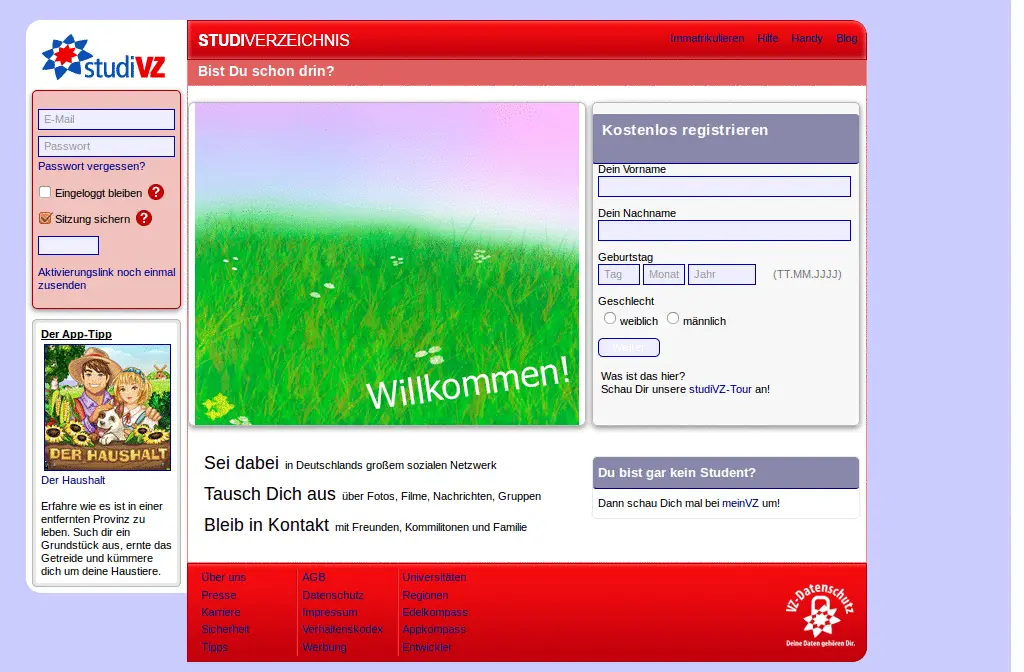 studiVZ
STUDIVERZEICHNIS
Immatrikulieren Hilfe Handy Blog
Bist Du schon drin?
E-Mail
Passwort
Passwort vergessen?
Eingeloggt bleiben ?
Sitzung sichern ?
Aktivierungslink noch einmal
zusenden
Der App-Tipp
DER HAUSHALT
Der Haushalt
Erfahre wie es ist in einer
entfernten Provinz zu
leben. Such dir ein
Grundstück aus, ernte das
Getreide und kümmere
dich um deine Haustiere.
Willkommen!
Kostenlos registrieren
Dein Vorname
Dein Nachname
Geburtstag
Tag Monat Jahr (TT.MM.JJJJ)
Geschlecht
weiblich männlich
Was ist das hier?
Schau Dir unsere studiVZ-Tour an!
Sei dabei in Deutschlands großem sozialen Netzwerk
Tausch Dich aus über Fotos, Filme, Nachrichten, Gruppen
Bleib in Kontakt mit Freunden, Kommilitonen und Familie
Du bist gar kein Student?
Dann schau Dich mal bei meinVZ um!
Über uns AGB Universitäten
Presse Datenschutz Regionen
Karriere Impressum Edelkompass
Sicherheit Verhaltenskodex Appkompass
Tipps Werbung Entwickler
VZ-Datenschutz
Deine Daten gehören Dir.